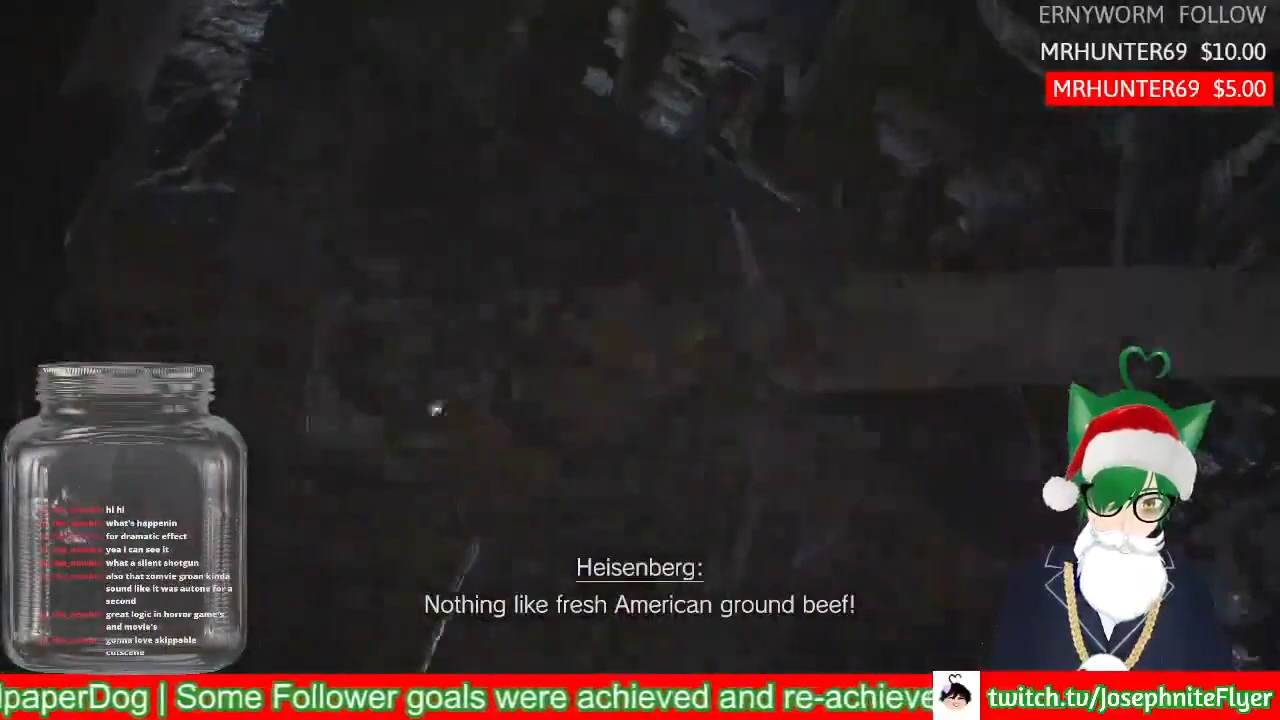 ERNYWORM FOLLOW
MRHUNTER69 $10.00
MRHUNTER69 $5.00
hi hi
what's happenin
for dramatic effect
yea i can see it
what a silent shotgun
also that zomvie groan kinda
sound like it was autone for a
second
great logic in horror game's
and movie's
gonna love skippable
cutscene
Heisenberg:
Nothing like fresh American ground beef!
lpaperDog | Some Follower goals were achieved and re-achieve
twitch.tv/JosephniteFlyer